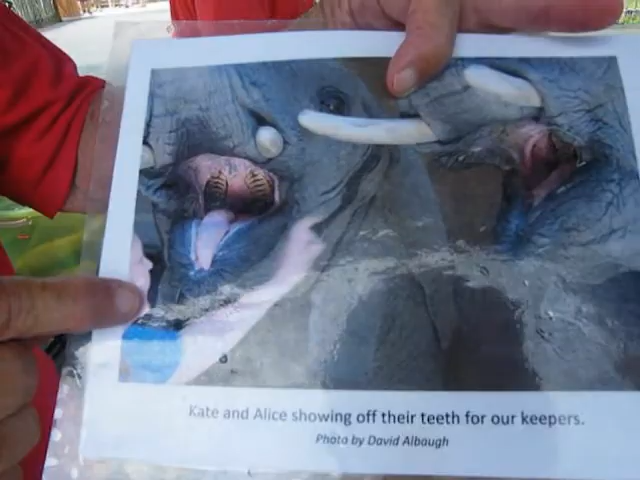 Kate and Alice showing off their teeth for our keepers.
Photo by David Albaugh